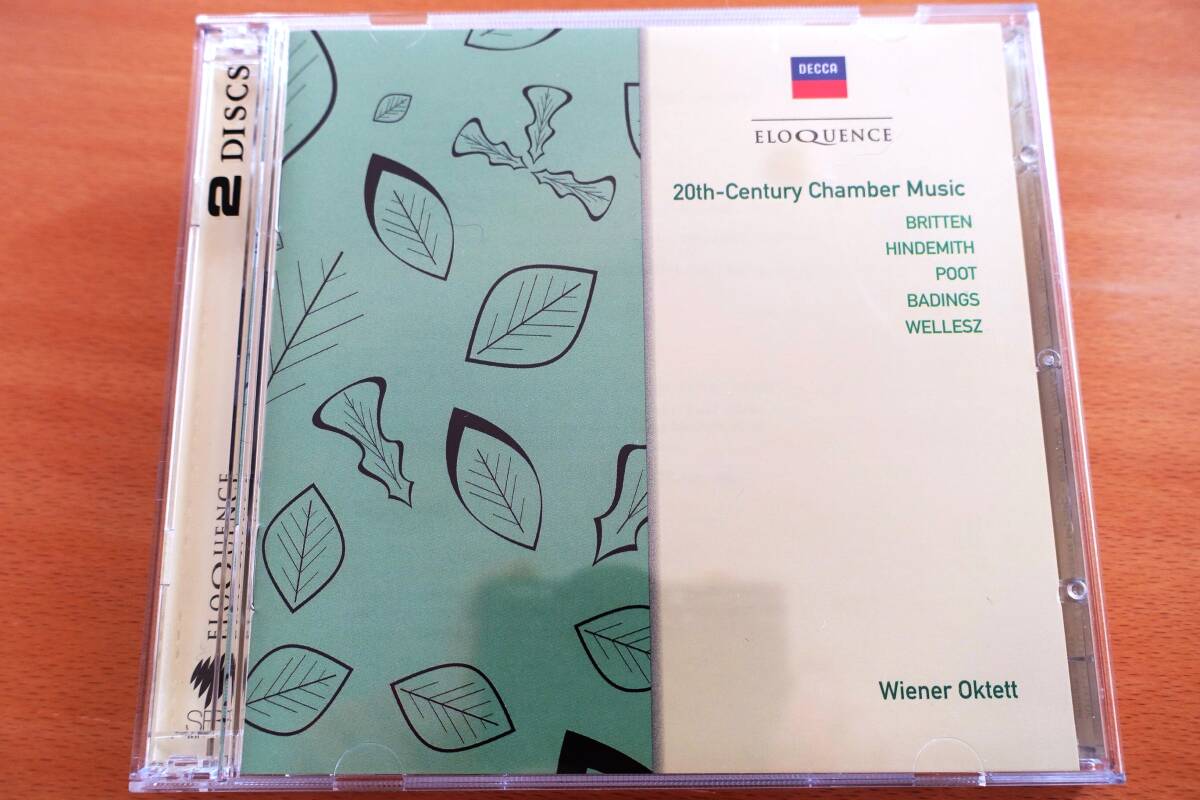 2 DISCS
ELOQUENCE
DECCA
ELOQUENCE
20th-Century Chamber Music
BRITTEN
HINDEMITH
POOT
BADINGS
WELLESZ
Wiener Oktett